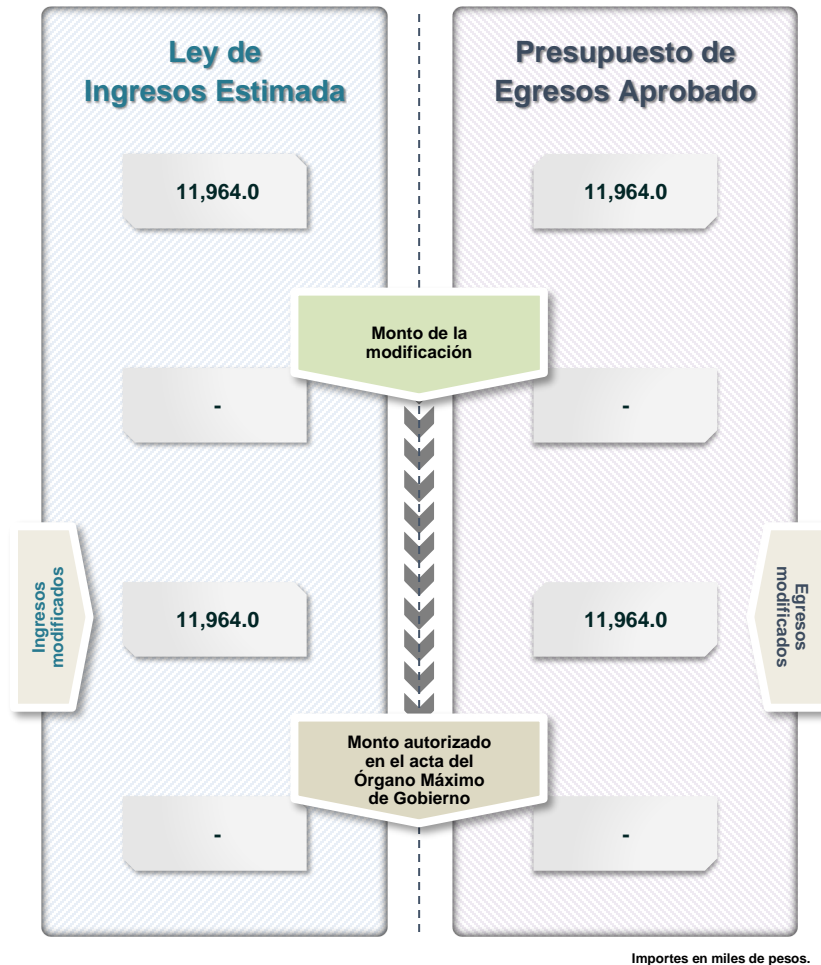 Ley de
Ingresos Estimada
Presupuesto de
Egresos Aprobado
11,964.0
11,964.0
Monto de la
modificación
-
-
Ingresos
modificados
11,964.0
11,964.0
Egresos
modificados
Monto autorizado
en el acta del
Órgano Máximo
de Gobierno
-
-
Importes en miles de pesos.